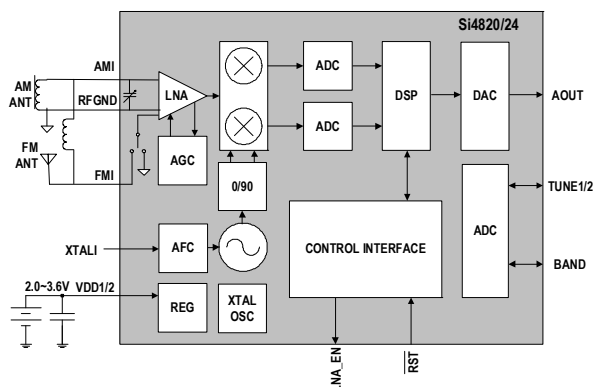 Si4820/24
AMI
AM
ANT
RFGND
LNA
FM
ANT
FMI
AGC
0/90
ADC
ADC
DSP
DAC
AOUT
ADC
TUNE1/2
BAND
CONTROL INTERFACE
XTALI
AFC
2.0~3.6V VDD1/2
REG
XTAL
OSC
LNA_EN
RST